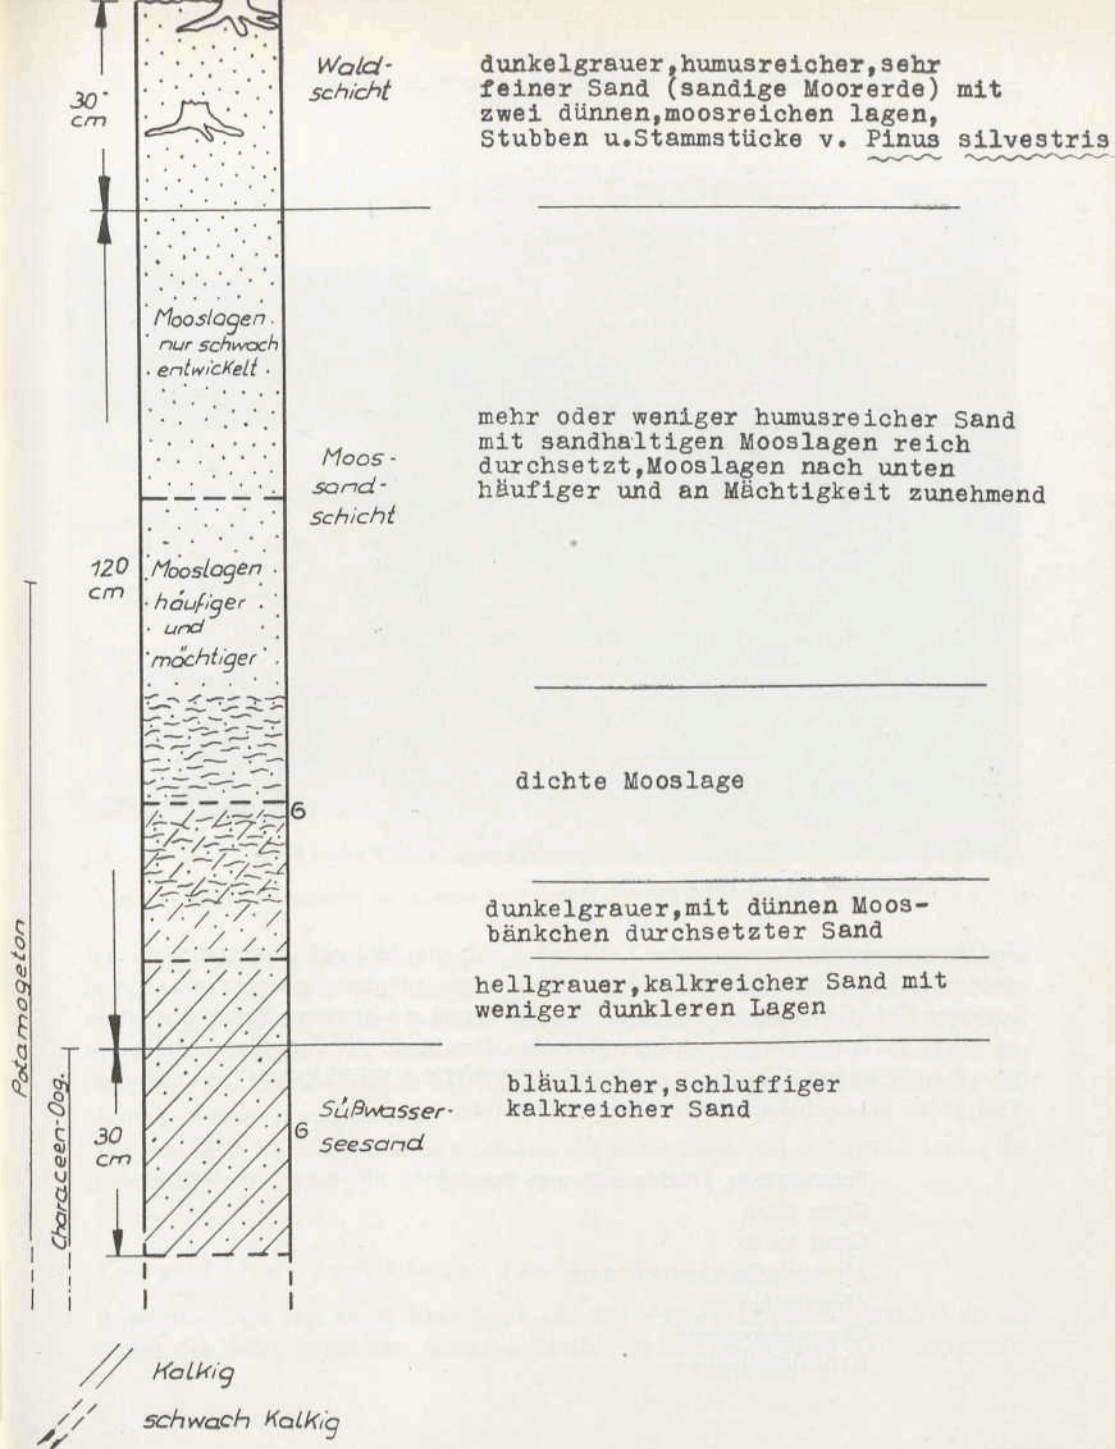 30
cm
Wald-
schicht
dunkelgrauer,humusreicher,sehr
feiner Sand (sandige Moorerde) mit
zwei dünnen,moosreichen lagen,
Stubben u.Stammstücke v. Pinus silvestris
Mooslagen
nur schwach
entwickelt
Moos-
sand-
schicht
mehr oder weniger humusreicher Sand
mit sandhaltigen Mooslagen reich
durchsetzt,Mooslagen nach unten
häufiger und an Mächtigkeit zunehmend
120
cm
Mooslagen
häufiger
und
mächtiger
dichte Mooslage
6
dunkelgrauer,mit dünnen Moos-
bänkchen durchsetzter Sand
hellgrauer,kalkreicher Sand mit
weniger dunkleren Lagen
Potamogeton
Characeen-Oog.
30
cm
6
Süßwasser-
seesand
bläulicher,schluffiger
kalkreicher Sand
Kalkig
schwach Kalkig